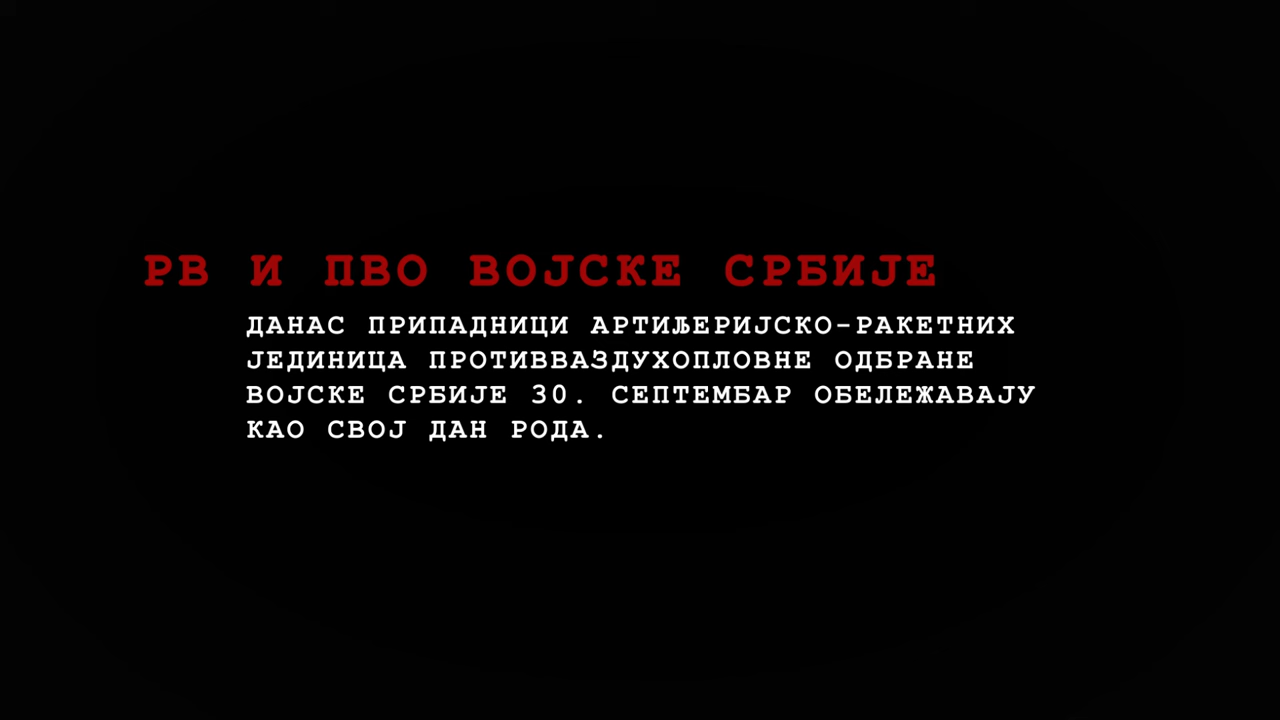 РВ И ПВО ВОЈСКЕ СРБИЈЕ
ДАНАС ПРИПАДНИЦИ АРТИЉЕРИЈСКО-РАКЕТНИХ
ЈЕДИНИЦА ПРОТИВВАЗДУХОПЛОВНЕ ОДБРАНЕ
ВОЈСКЕ СРБИЈЕ 30. СЕПТЕМБАР ОБЕЛЕЖАВАЈУ
КАО СВОЈ ДАН РОДА.